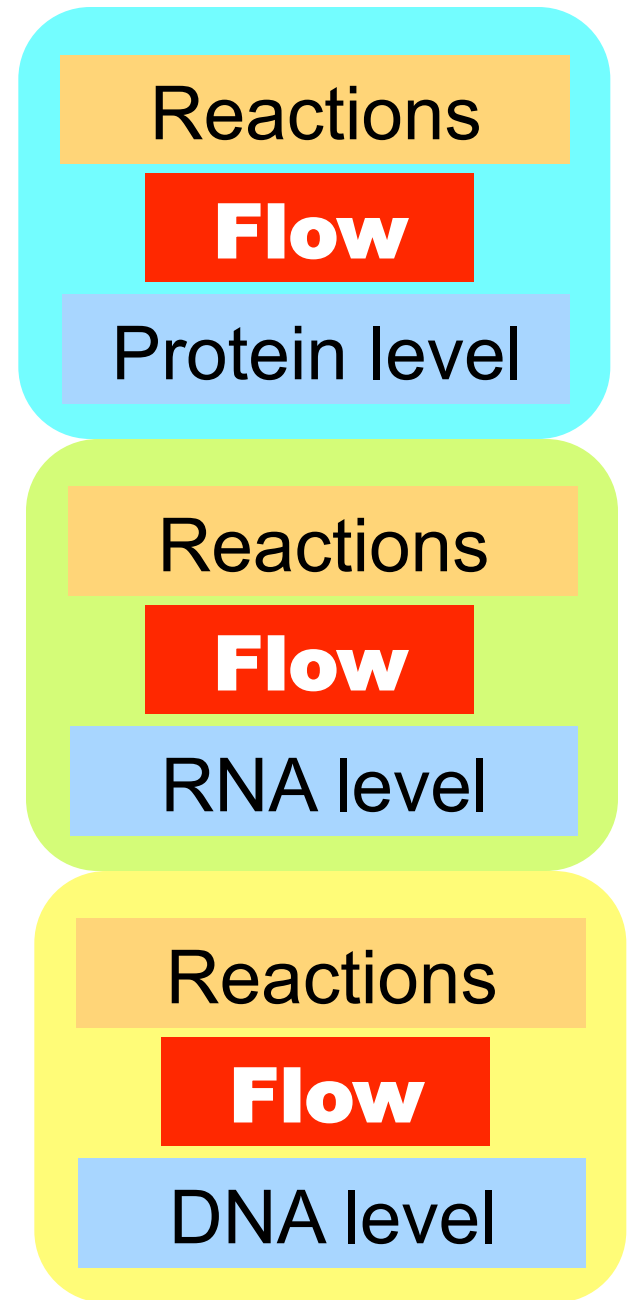 Reactions
Flow
Protein level
Reactions
Flow
RNA level
Reactions
Flow
DNA level